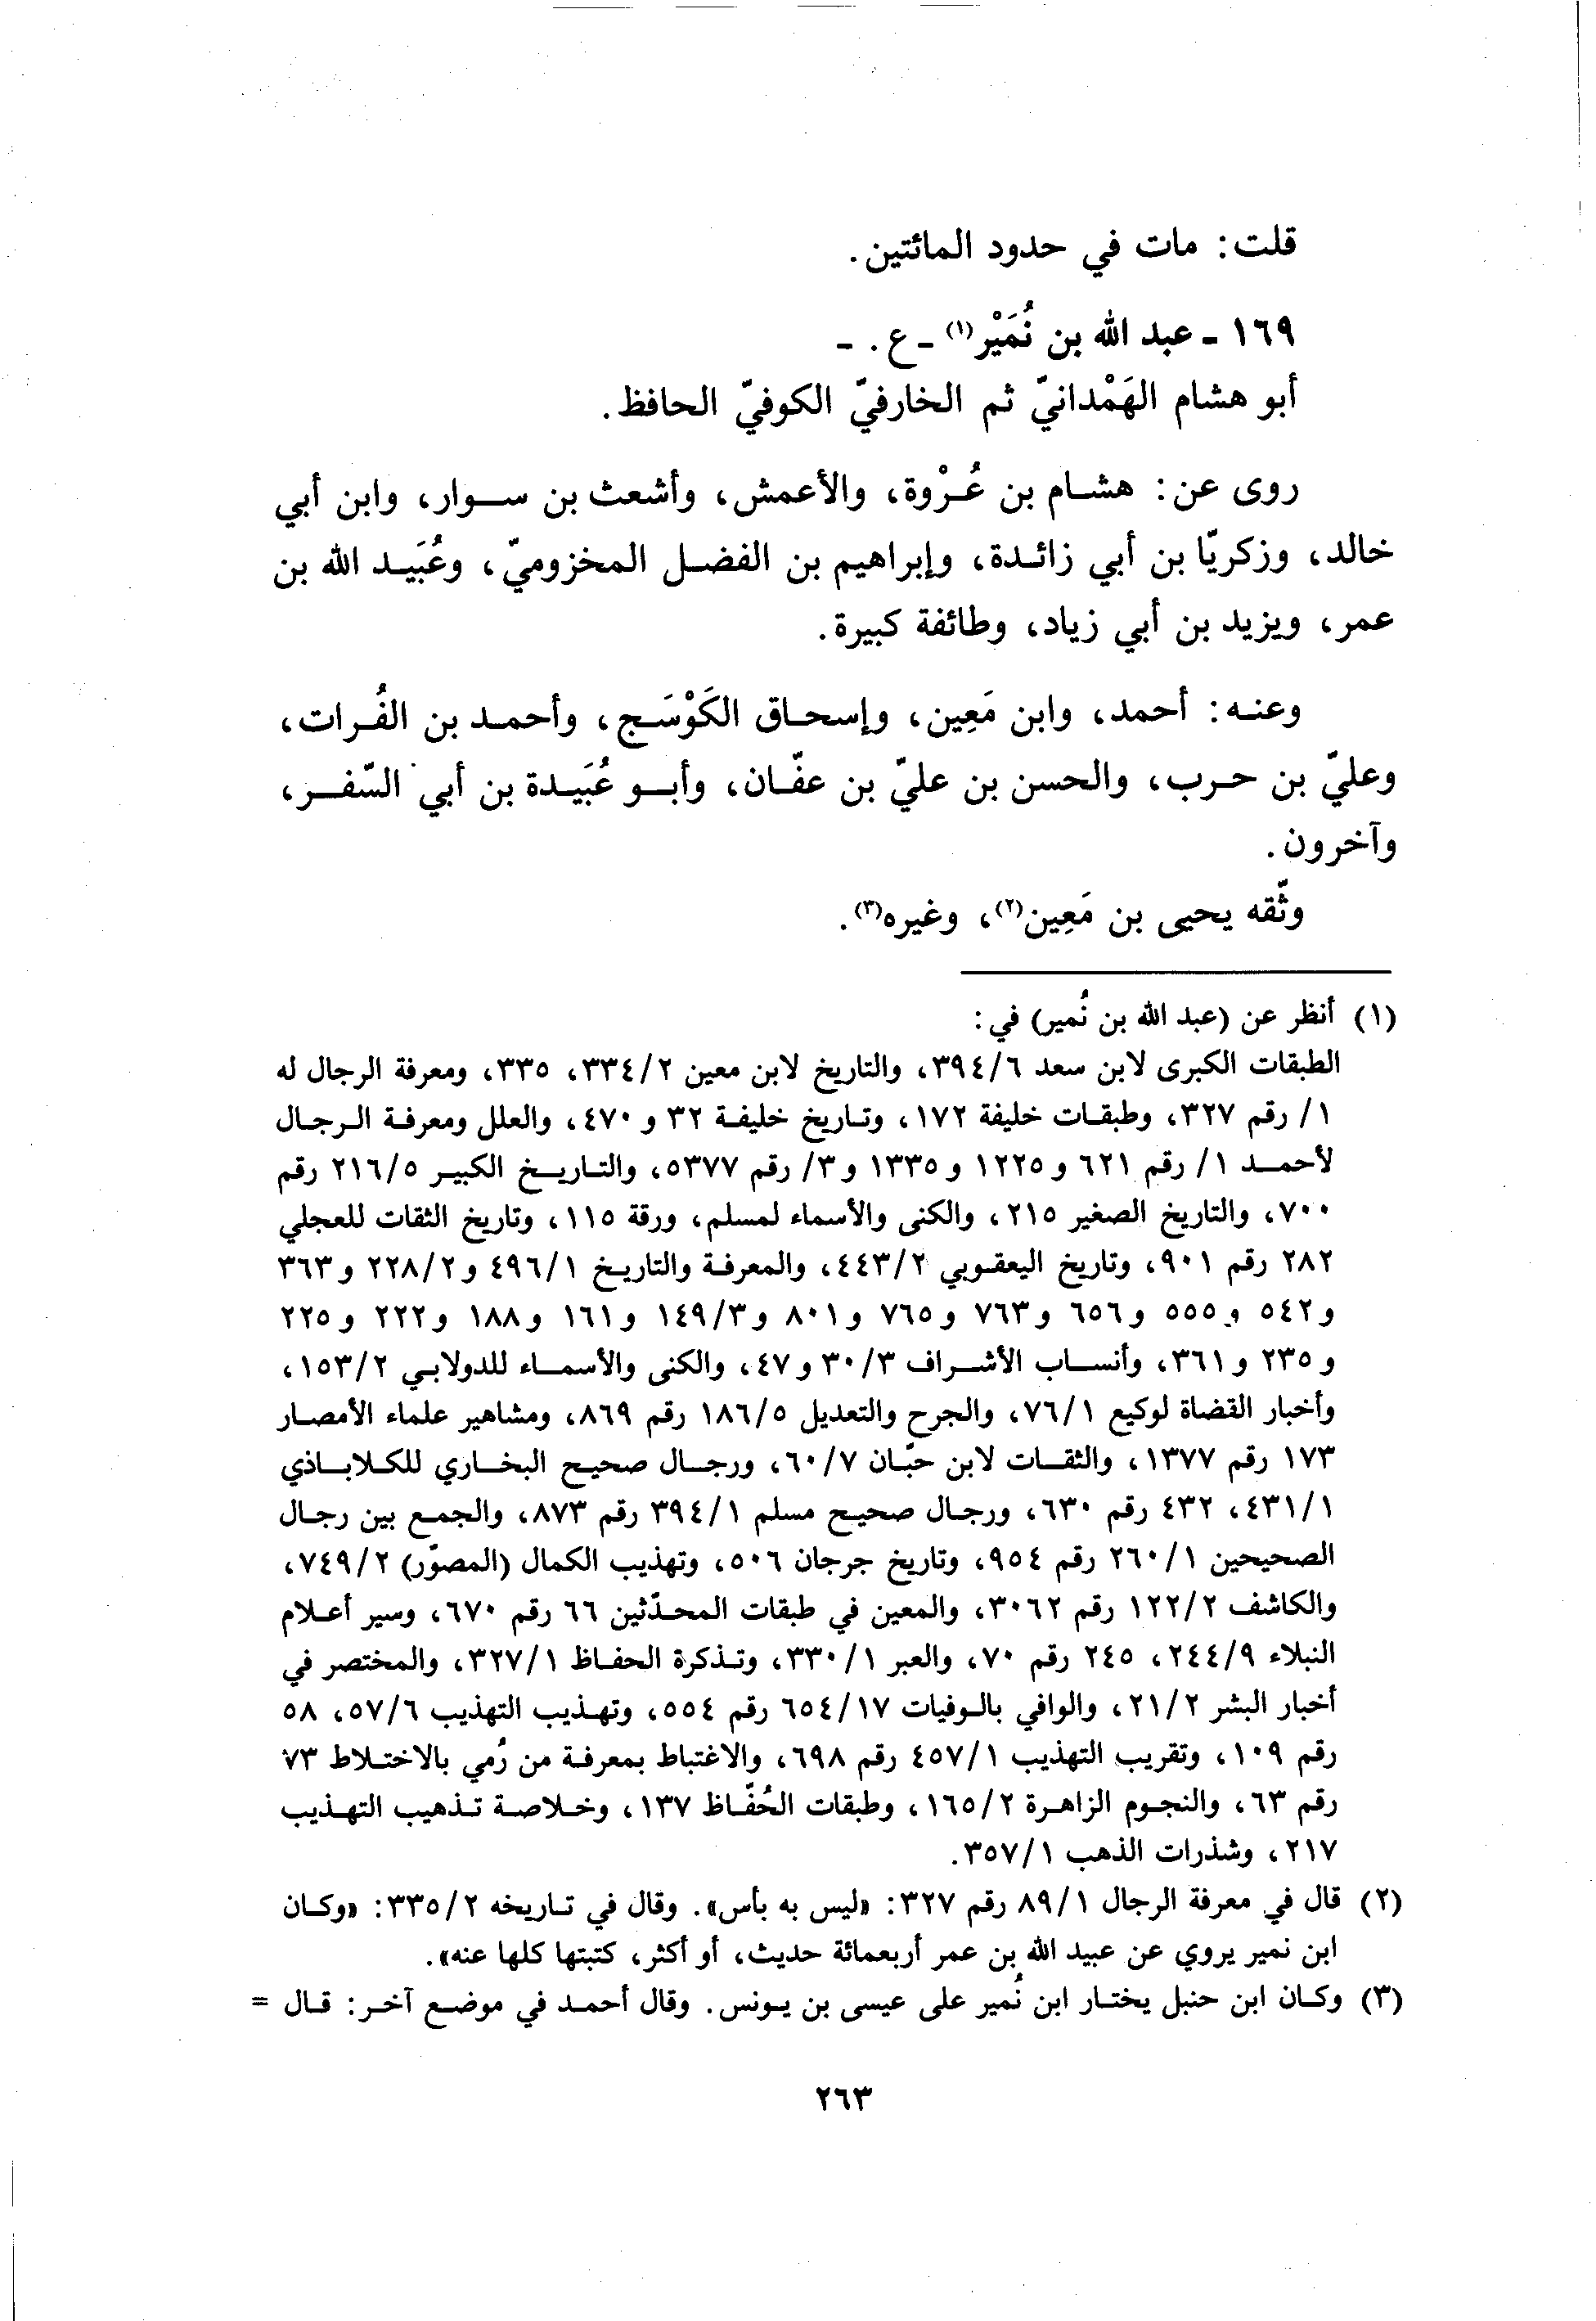 قلت: مات في حدود المائتين.
١٦٩ - عبد الله بن نُمَيْر(١) - ع. -
أبو هشام الهَمْدانيّ ثم الخارفيّ الكوفيّ الحافظ.
روى عن: هشام بن عُرْوة، والأعمش، وأشعث بن سوار، وابن أبي
خالد، وزكريّا بن أبي زائدة، وإبراهيم بن الفضل المخزوميّ، وعُبَيد الله بن
عمر، ويزيد بن أبي زياد، وطائفة كبيرة.
وعنه: أحمد، وابن مَعِين، وإسحاق الكَوْسَج، وأحمد بن الفُرات،
وعليّ بن حرب، والحسن بن عليّ بن عفّان، وأبو عُبَيدة بن أبي السّفر،
وآخرون.
وثّقه يحيى بن مَعِين(٢)، وغيره(٣).
(١) أنظر عن (عبد الله بن نُمير) في:
الطبقات الكبرى لابن سعد ٣٩٤/٦، والتاريخ لابن معين ٣٣٤/٢، ٣٣٥، ومعرفة الرجال له
١/ رقم ٣٢٧، وطبقات خليفة ١٧٢، وتاريخ خليفة ٣٢ و ٤٧٠، والعلل ومعرفة الرجال
لأحمد ١/ رقم ٦٢١ و ١٢٢٥ و ١٣٣٥ و ٣/ رقم ٥٣٧٧، والتاريخ الكبير ٢١٦/٥ رقم
٧٠٠، والتاريخ الصغير ٢١٥، والكنى والأسماء لمسلم، ورقة ١١٥، وتاريخ الثقات للعجلي
٢٨٢ رقم ٩٠١، وتاريخ اليعقوبي ٤٤٣/٢، والمعرفة والتاريخ ٤٩٦/١ و ٢٢٨/٢ و ٣٦٣
و ٥٤٢ و ٥٥٥ و ٦٥٦ و ٧٦٣ و ٧٦٥ و ٨٠١ و ١٤٩/٣ و ١٦١ و ١٨٨ و ٢٢٢ و ٢٢٥
و ٢٣٥ و ٣٦١، وأنساب الأشراف ٣٠/٣ و ٤٧، والكنى والأسماء للدولابي ١٥٣/٢،
وأخبار القضاة لوكيع ٧٦/١، والجرح والتعديل ١٨٦/٥ رقم ٨٦٩، ومشاهير علماء الأمصار
١٧٣ رقم ١٣٧٧، والثقات لابن حبّان ٦٠/٧، ورجال صحيح البخاري للكلاباذي
٤٣١/١، ٤٣٢ رقم ٦٣٠، ورجال صحيح مسلم ٣٩٤/١ رقم ٨٧٣، والجمع بين رجال
الصحيحين ٢٦٠/١ رقم ٩٥٤، وتاريخ جرجان ٥٠٦، وتهذيب الكمال (المصوّر) ٧٤٩/٢،
والكاشف ١٢٢/٢ رقم ٣٠٦٢، والمعين في طبقات المحدّثين ٦٦ رقم ٦٧٠، وسير أعلام
النبلاء ٢٤٤/٩، ٢٤٥ رقم ٧٠، والعبر ٣٣٠/١، وتذكرة الحفاظ ٣٢٧/١، والمختصر في
أخبار البشر ٢١/٢، والوافي بالوفيات ٦٥٤/١٧ رقم ٥٥٤، وتهذيب التهذيب ٥٧/٦، ٥٨
رقم ١٠٩، وتقريب التهذيب ٤٥٧/١ رقم ٦٩٨، والاغتباط بمعرفة من رُمي بالاختلاط ٧٣
رقم ٦٣، والنجوم الزاهرة ١٦٥/٢، وطبقات الحُفّاظ ١٣٧، وخلاصة تذهيب التهذيب
٢١٧، وشذرات الذهب ٣٥٧/١.
(٢) قال في معرفة الرجال ٨٩/١ رقم ٣٢٧: «ليس به بأس». وقال في تاريخه ٣٣٥/٢: «وكان
ابن نمير يروي عن عبيد الله بن عمر أربعمائة حديث، أو أكثر، كتبتها كلها عنه».
(٣) وكان ابن حنبل يختار ابن نُمير على عيسى بن يونس. وقال أحمد في موضع آخر: قال =
٢٦٣